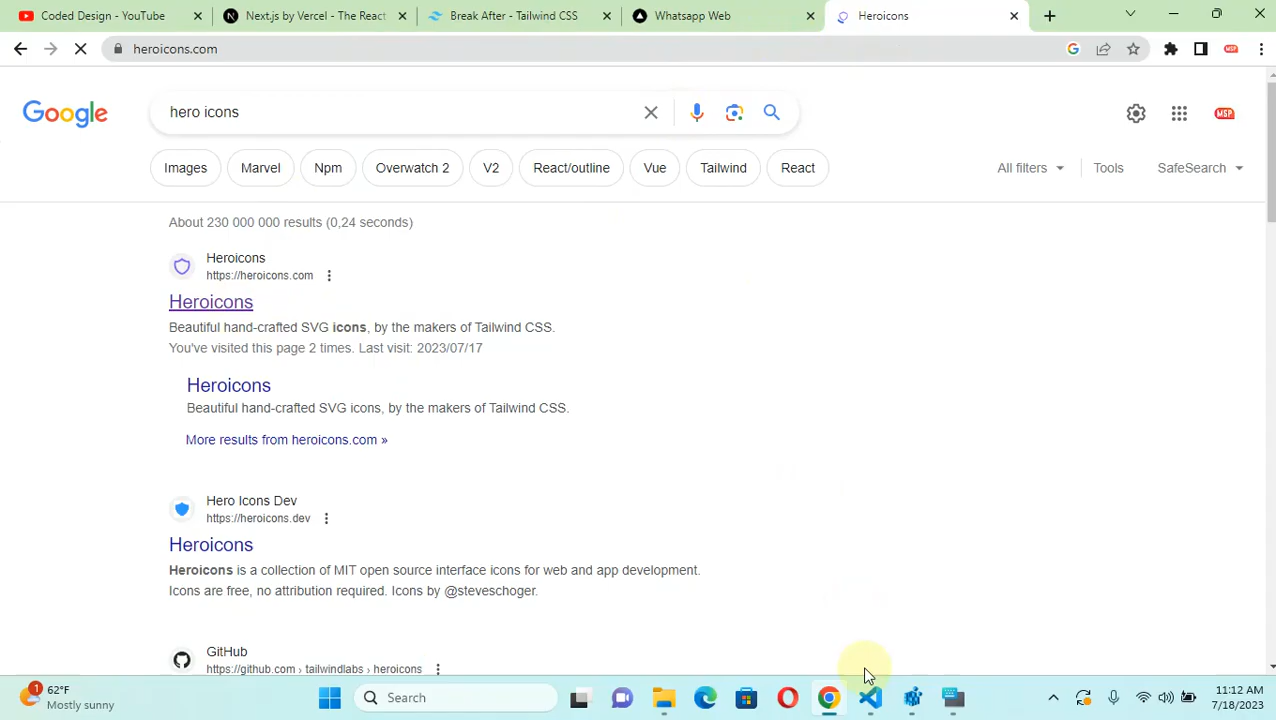 Coded Design - YouTube
Next.js by Vercel - The React
Break After - Tailwind CSS
Whatsapp Web
Heroicons
heroicons.com
Google
hero icons
MSP
Images
Marvel
Npm
Overwatch 2
V2
React/outline
Vue
Tailwind
React
All filters
Tools
SafeSearch
About 230 000 000 results (0,24 seconds)
Heroicons
https://heroicons.com
Heroicons
Beautiful hand-crafted SVG icons, by the makers of Tailwind CSS.
You've visited this page 2 times. Last visit: 2023/07/17
Heroicons
Beautiful hand-crafted SVG icons, by the makers of Tailwind CSS.
More results from heroicons.com »
Hero Icons Dev
https://heroicons.dev
Heroicons
Heroicons is a collection of MIT open source interface icons for web and app development.
Icons are free, no attribution required. Icons by @steveschoger.
GitHub
https://github.com › tailwindlabs › heroicons
1
62°F
Mostly sunny
Search
11:12 AM
7/18/2023